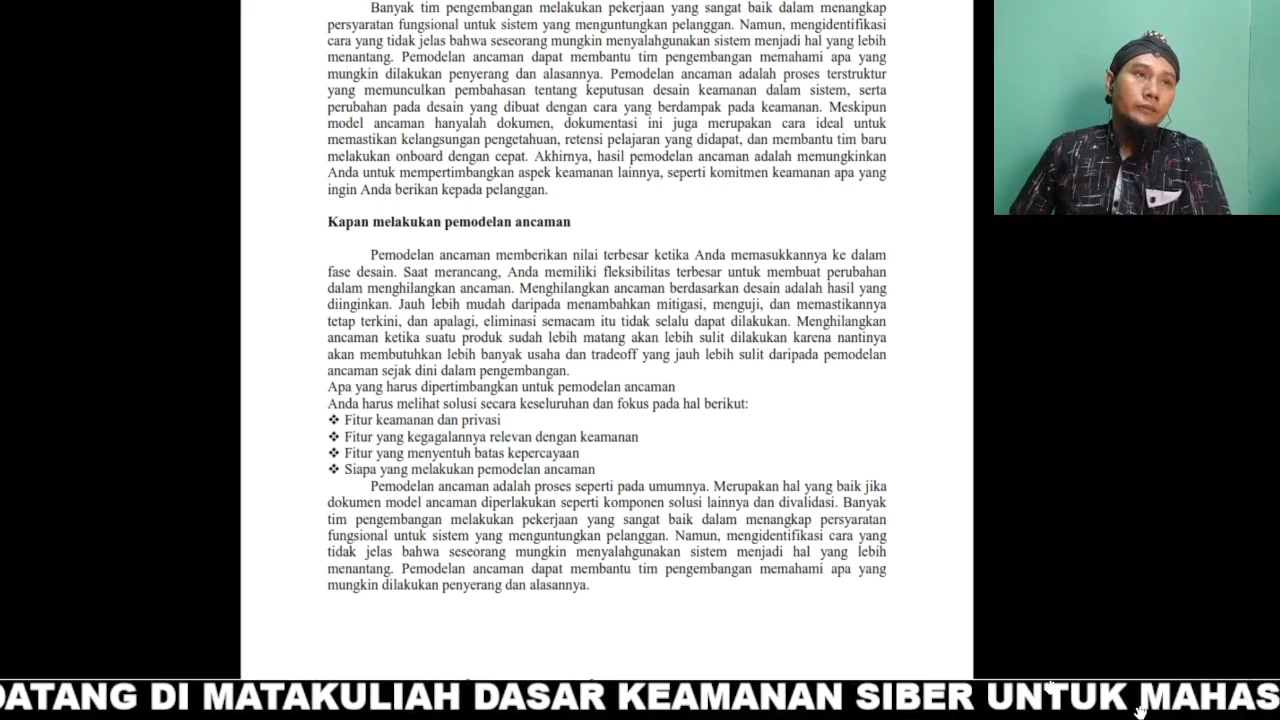 Banyak tim pengembangan melakukan pekerjaan yang sangat baik dalam menangkap
persyaratan fungsional untuk sistem yang menguntungkan pelanggan. Namun, mengidentifikasi
cara yang tidak jelas bahwa seseorang mungkin menyalahgunakan sistem menjadi hal yang lebih
menantang. Pemodelan ancaman dapat membantu tim pengembangan memahami apa yang
mungkin dilakukan penyerang dan alasannya. Pemodelan ancaman adalah proses terstruktur
yang memunculkan pembahasan tentang keputusan desain keamanan dalam sistem, serta
perubahan pada desain yang dibuat dengan cara yang berdampak pada keamanan. Meskipun
model ancaman hanyalah dokumen, dokumentasi ini juga merupakan cara ideal untuk
memastikan kelangsungan pengetahuan, retensi pelajaran yang didapat, dan membantu tim baru
melakukan onboard dengan cepat. Akhirnya, hasil pemodelan ancaman adalah memungkinkan
Anda untuk mempertimbangkan aspek keamanan lainnya, seperti komitmen keamanan apa yang
ingin Anda berikan kepada pelanggan.
Kapan melakukan pemodelan ancaman
Pemodelan ancaman memberikan nilai terbesar ketika Anda memasukkannya ke dalam
fase desain. Saat merancang, Anda memiliki fleksibilitas terbesar untuk membuat perubahan
dalam menghilangkan ancaman. Menghilangkan ancaman berdasarkan desain adalah hasil yang
diinginkan. Jauh lebih mudah daripada menambahkan mitigasi, menguji, dan memastikannya
tetap terkini, dan apalagi, eliminasi semacam itu tidak selalu dapat dilakukan. Menghilangkan
ancaman ketika suatu produk sudah lebih matang akan lebih sulit dilakukan karena nantinya
akan membutuhkan lebih banyak usaha dan tradeoff yang jauh lebih sulit daripada pemodelan
ancaman sejak dini dalam pengembangan.
Apa yang harus dipertimbangkan untuk pemodelan ancaman
Anda harus melihat solusi secara keseluruhan dan fokus pada hal berikut:
❖ Fitur keamanan dan privasi
❖ Fitur yang kegagalannya relevan dengan keamanan
❖ Fitur yang menyentuh batas kepercayaan
❖ Siapa yang melakukan pemodelan ancaman
Pemodelan ancaman adalah proses seperti pada umumnya. Merupakan hal yang baik jika
dokumen model ancaman diperlakukan seperti komponen solusi lainnya dan divalidasi. Banyak
tim pengembangan melakukan pekerjaan yang sangat baik dalam menangkap persyaratan
fungsional untuk sistem yang menguntungkan pelanggan. Namun, mengidentifikasi cara yang
tidak jelas bahwa seseorang mungkin menyalahgunakan sistem menjadi hal yang lebih
menantang. Pemodelan ancaman dapat membantu tim pengembangan memahami apa yang
mungkin dilakukan penyerang dan alasannya.
DATANG DI MATAKULIAH DASAR KEAMANAN SIBER UNTUK MAHAS